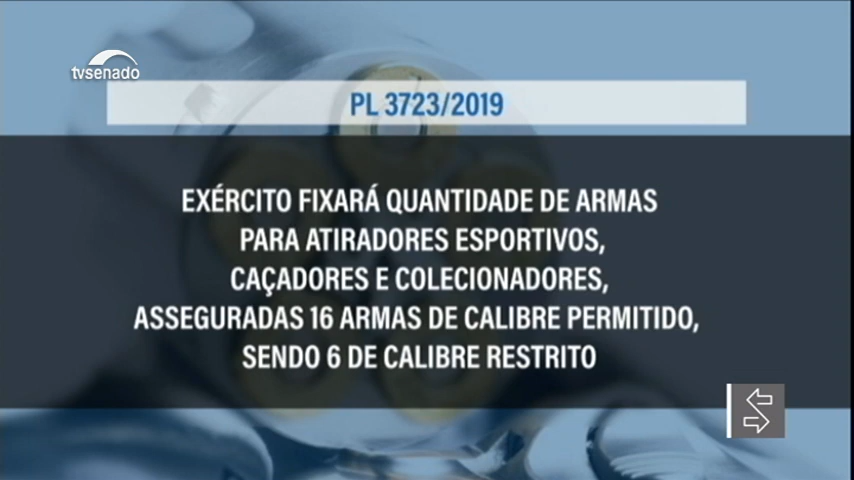 tvsenado
PL 3723/2019
EXÉRCITO FIXARÁ QUANTIDADE DE ARMAS
PARA ATIRADORES ESPORTIVOS,
CAÇADORES E COLECIONADORES,
ASSEGURADAS 16 ARMAS DE CALIBRE PERMITIDO,
SENDO 6 DE CALIBRE RESTRITO